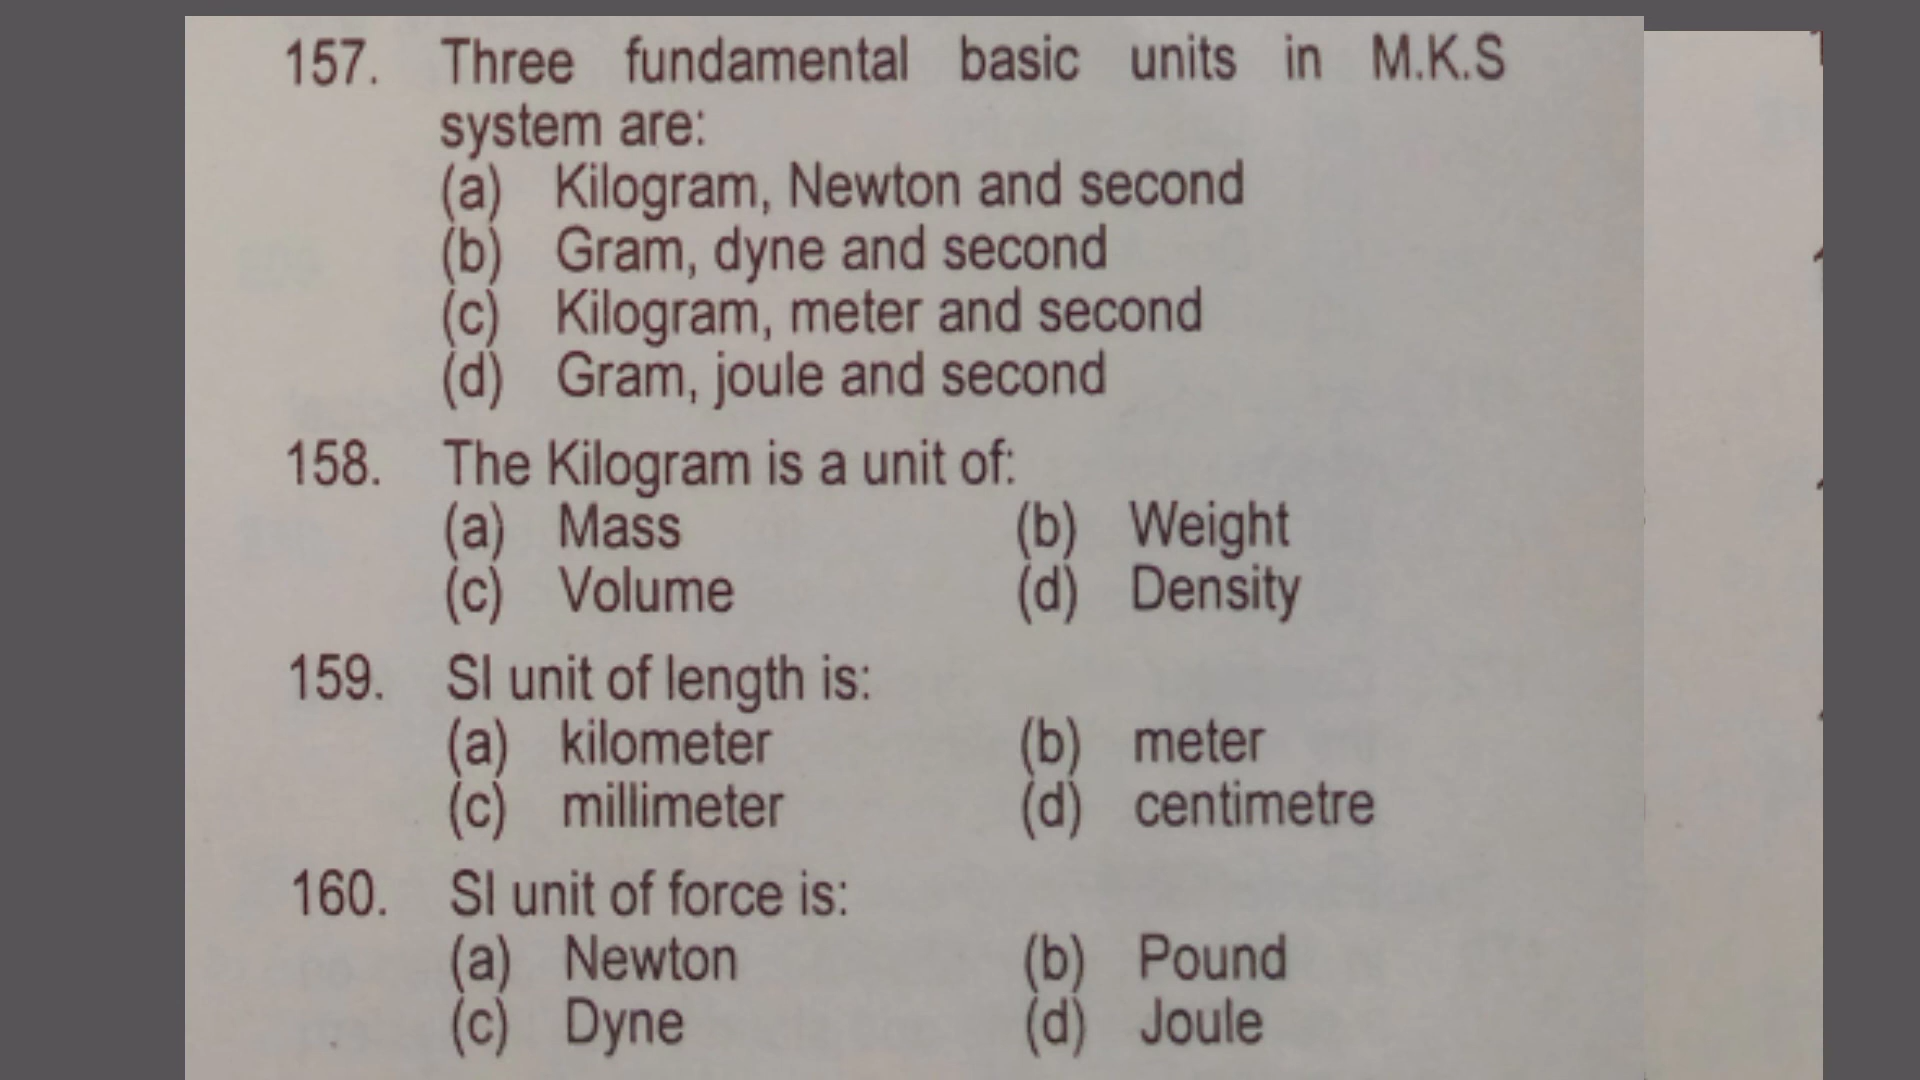 157. Three fundamental basic units in M.K.S
system are:
(a) Kilogram, Newton and second
(b) Gram, dyne and second
(c) Kilogram, meter and second
(d) Gram, joule and second
158. The Kilogram is a unit of:
(a) Mass (b) Weight
(c) Volume (d) Density
159. SI unit of length is:
(a) kilometer (b) meter
(c) millimeter (d) centimetre
160. SI unit of force is:
(a) Newton (b) Pound
(c) Dyne (d) Joule